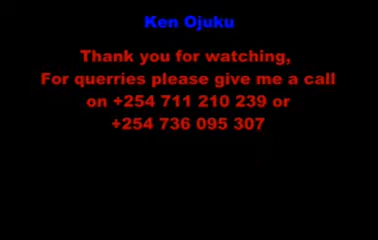 Ken Ojuku
Thank you for watching,
For querries please give me a call
on +254 711 210 239 or
+254 736 095 307